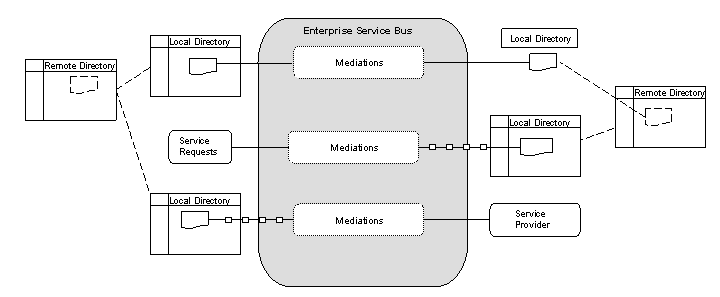 Enterprise Service Bus
Local Directory
Local Directory
Remote Directory
Mediations
Remote Directory
Local Directory
Service
Requests
Mediations
Local Directory
Mediations
Service
Provider